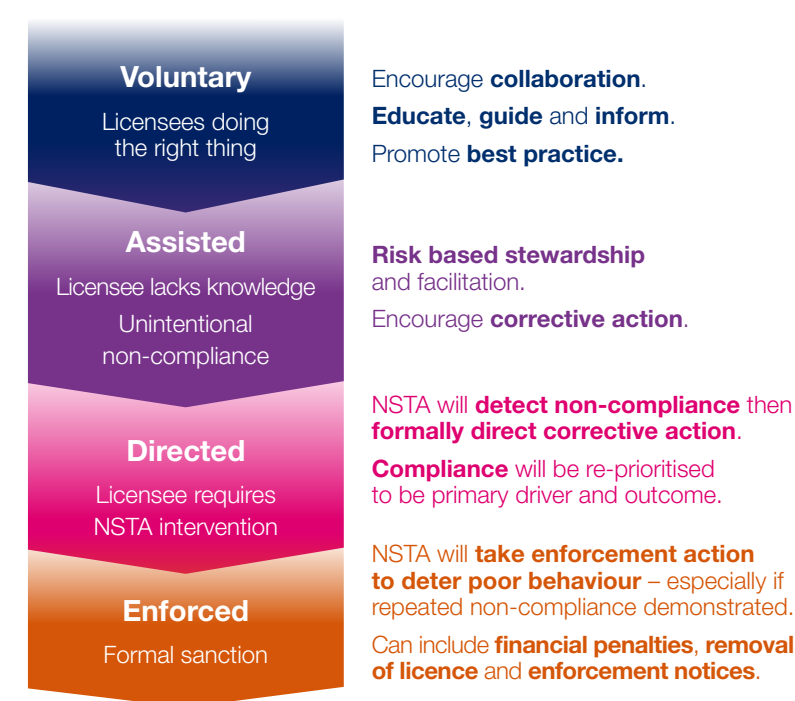 Voluntary
Licensees doing
the right thing
Encourage collaboration.
Educate, guide and inform.
Promote best practice.
Assisted
Licensee lacks knowledge
Unintentional
non-compliance
Risk based stewardship
and facilitation.
Encourage corrective action.
Directed
Licensee requires
NSTA intervention
NSTA will detect non-compliance then
formally direct corrective action.
Compliance will be re-prioritised
to be primary driver and outcome.
Enforced
Formal sanction
NSTA will take enforcement action
to deter poor behaviour – especially if
repeated non-compliance demonstrated.
Can include financial penalties, removal
of licence and enforcement notices.